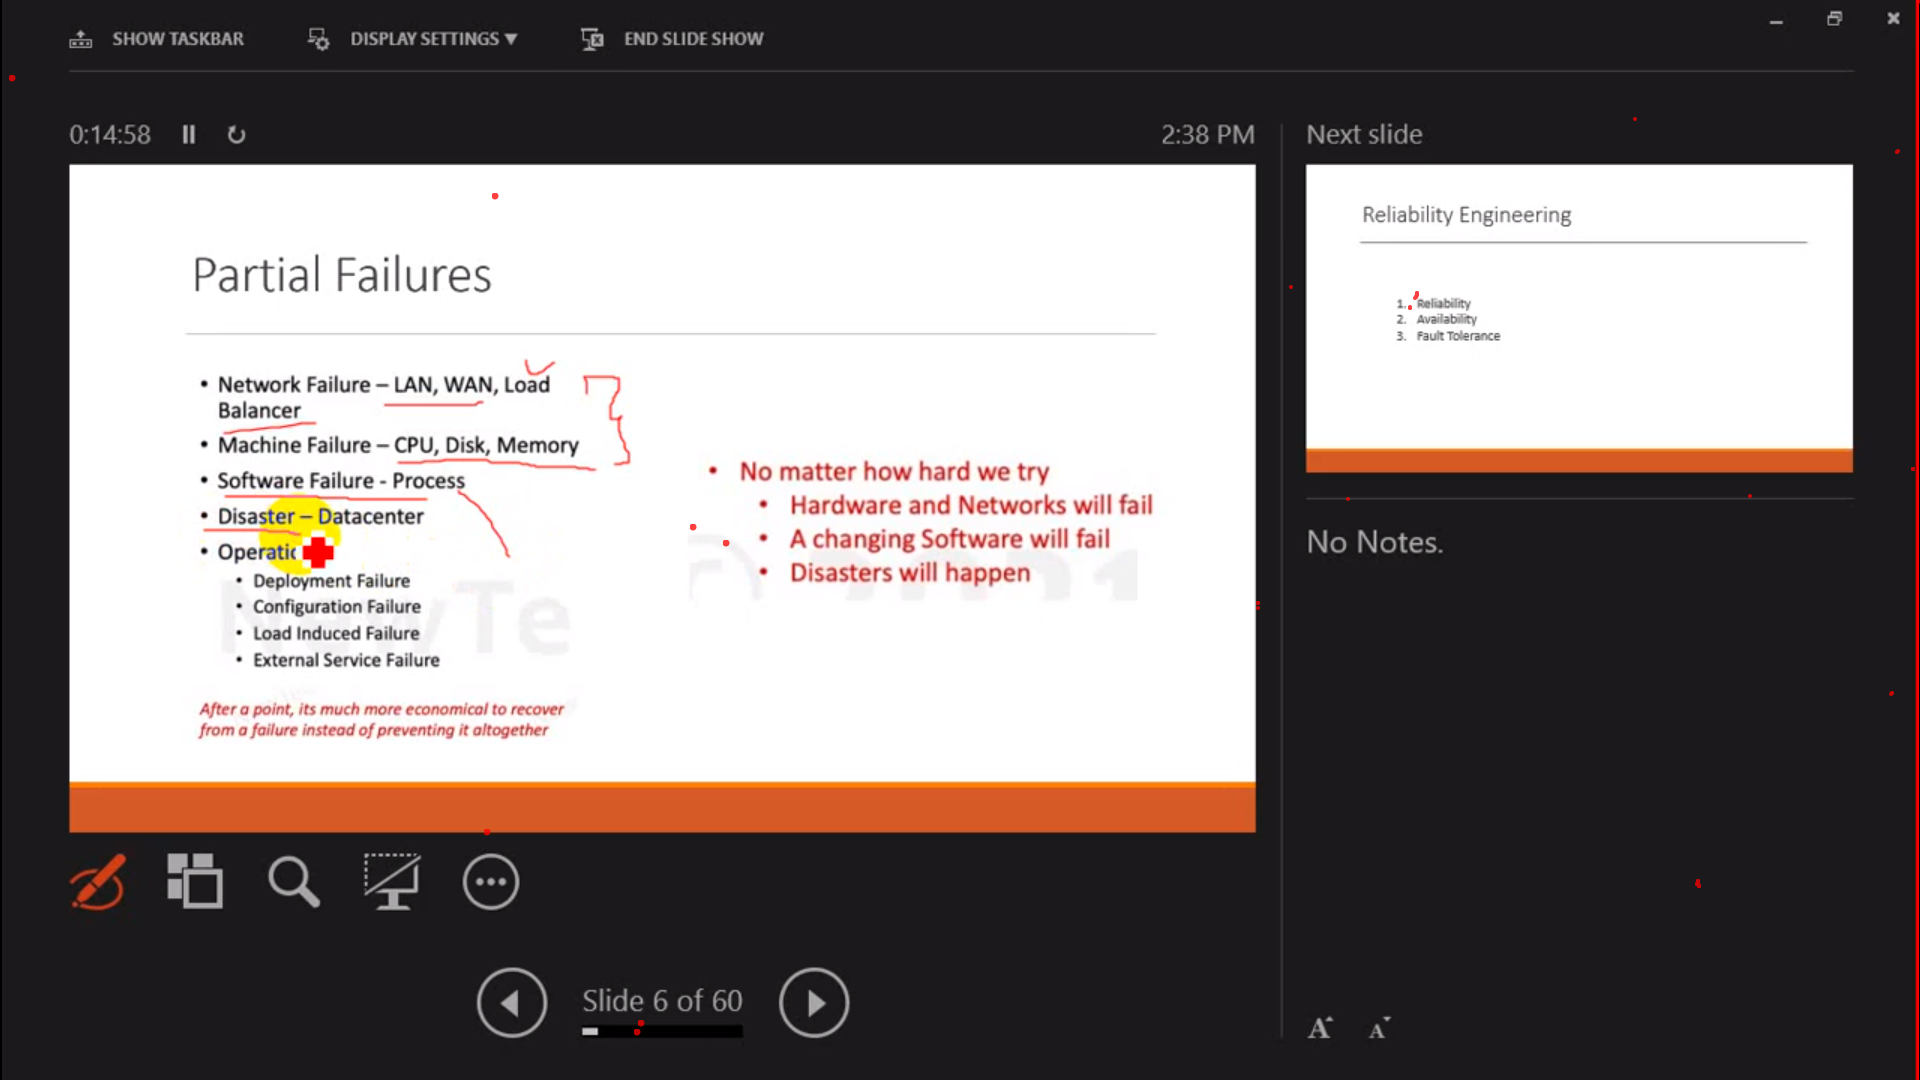 SHOW TASKBAR
DISPLAY SETTINGS ▼
END SLIDE SHOW
0:14:58
2:38 PM
Partial Failures
• Network Failure – LAN, WAN, Load
Balancer
• Machine Failure – CPU, Disk, Memory
• Software Failure - Process
• Disaster – Datacenter
• Operatio
• Deployment Failure
• Configuration Failure
• Load Induced Failure
• External Service Failure
After a point, its much more economical to recover
from a failure instead of preventing it altogether
• No matter how hard we try
• Hardware and Networks will fail
• A changing Software will fail
• Disasters will happen
NewTe
Next slide
Reliability Engineering
1. Reliability
2. Availability
3. Fault Tolerance
No Notes.
Slide 6 of 60
A A